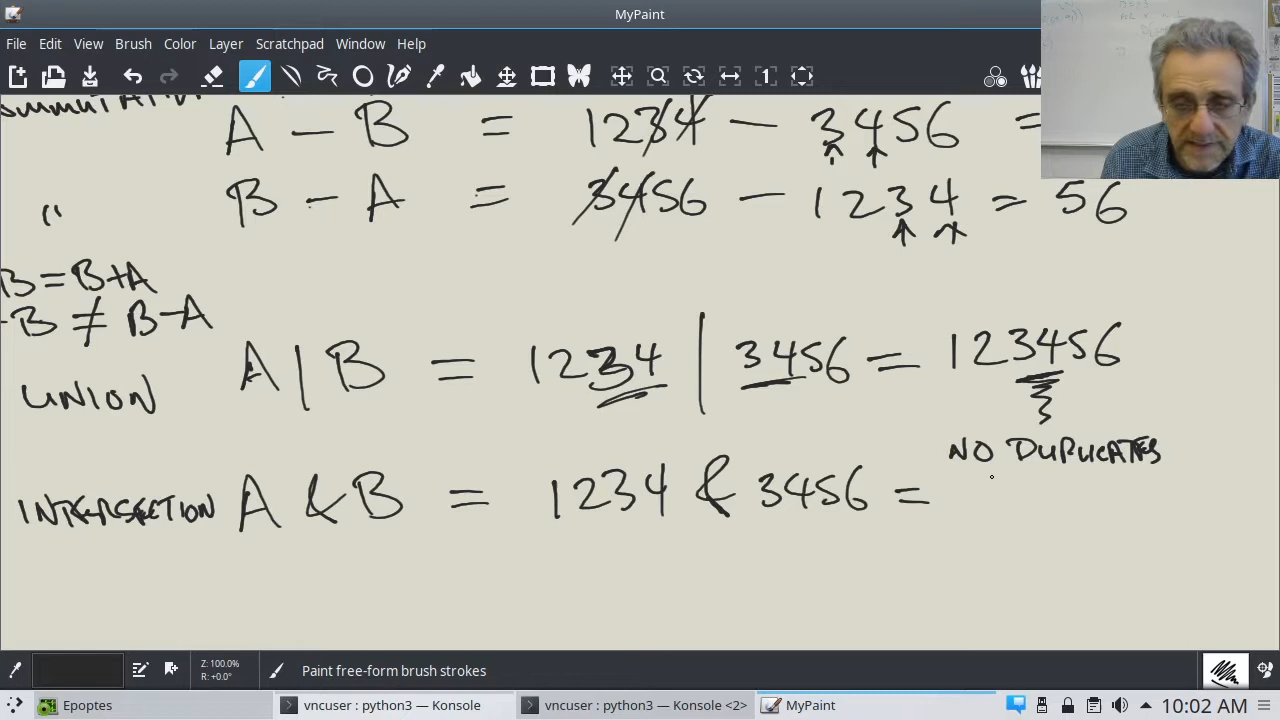 MyPaint
File Edit View Brush Color Layer Scratchpad Window Help
A - B = 1234 - 3456 =
" B - A = 3456 - 1234 = 56
B = B+A
-B ≠ B-A
UNION A | B = 1234 | 3456 = 123456
NO DUPLICATES
INTERSECTION A & B = 1234 & 3456 =
Z: 100.0%
R: +0.0°
Paint free-form brush strokes
Epoptes
vncuser : python3 — Konsole
vncuser : python3 — Konsole <2>
MyPaint
10:02 AM